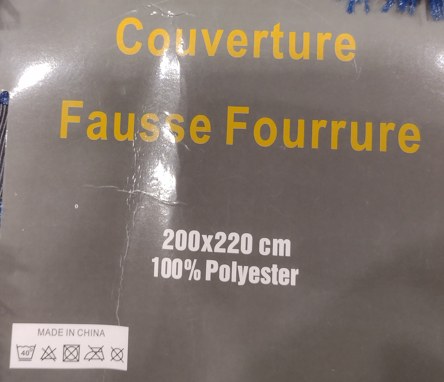 Couverture
Fausse Fourrure
200x220 cm
100% Polyester
MADE IN CHINA
40°